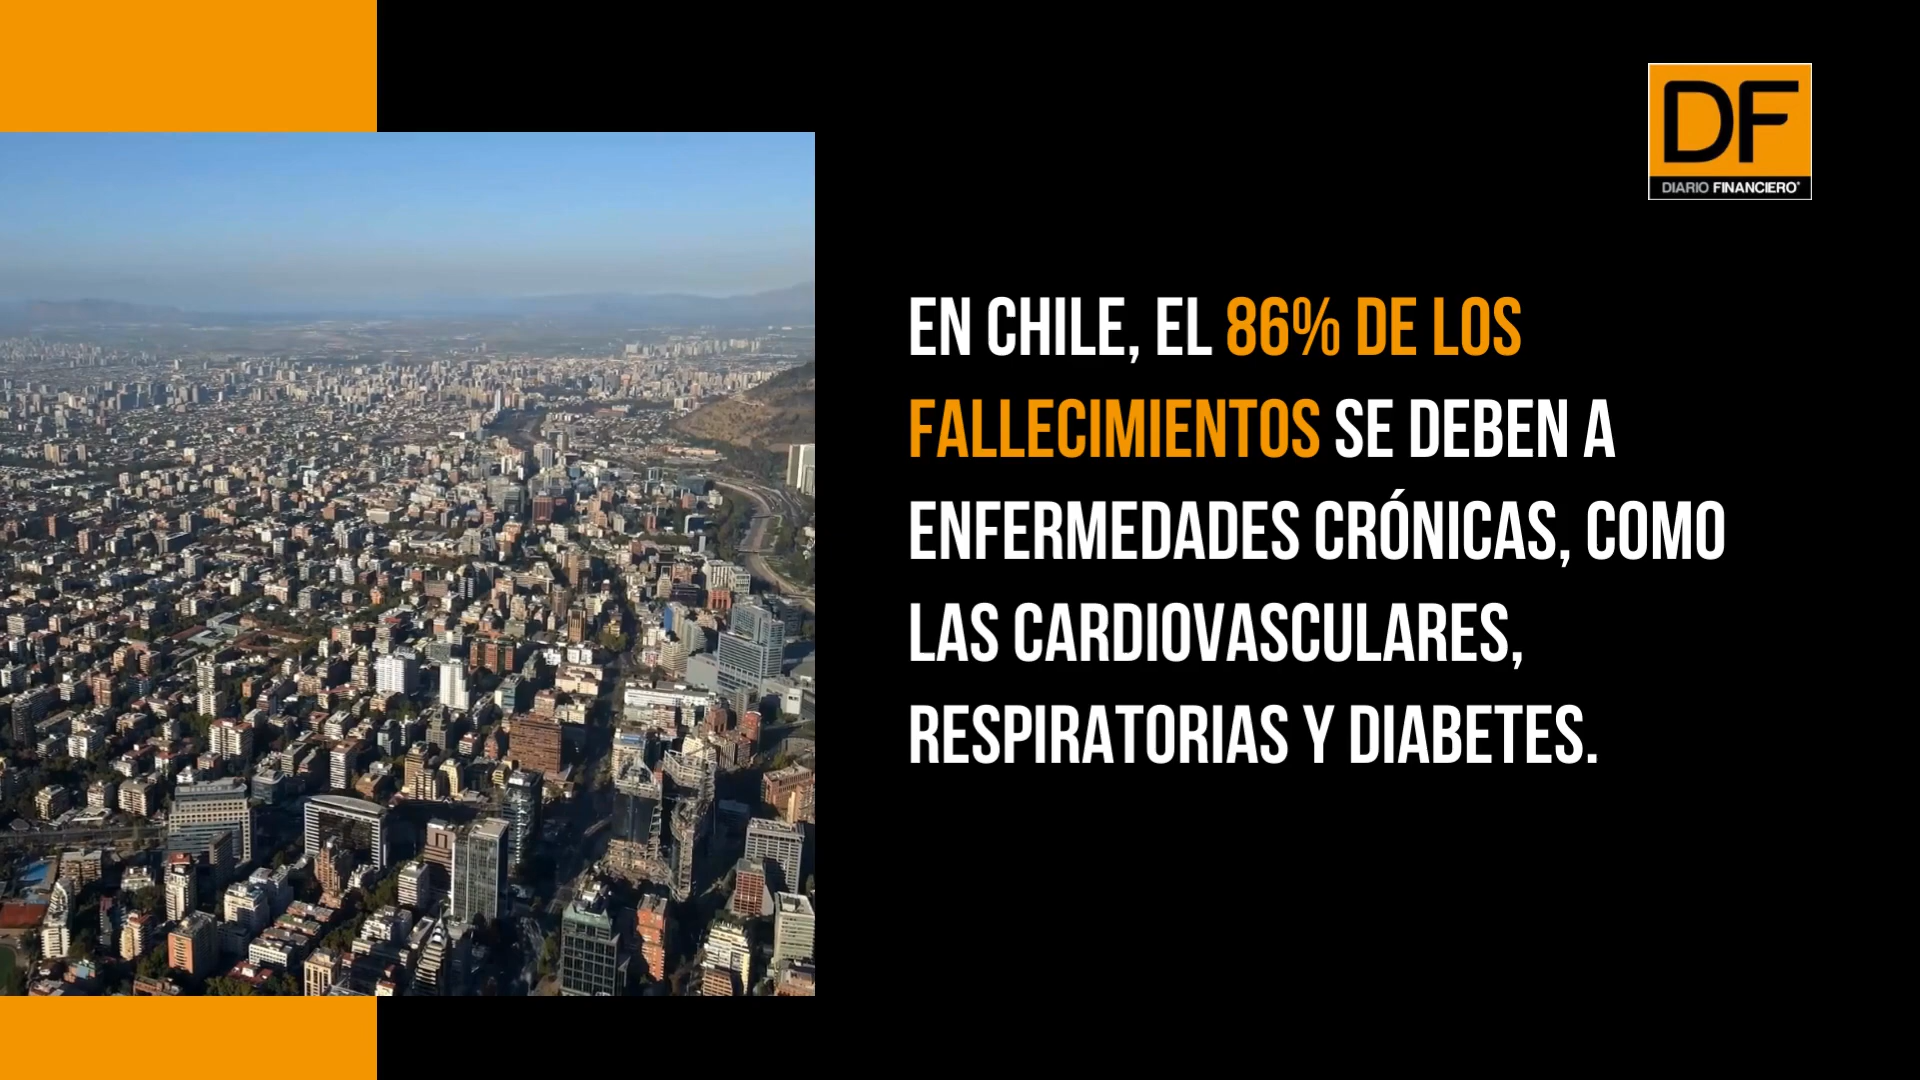 DF
DIARIO FINANCIERO®
EN CHILE, EL 86% DE LOS
FALLECIMIENTOS SE DEBEN A
ENFERMEDADES CRÓNICAS, COMO
LAS CARDIOVASCULARES,
RESPIRATORIAS Y DIABETES.